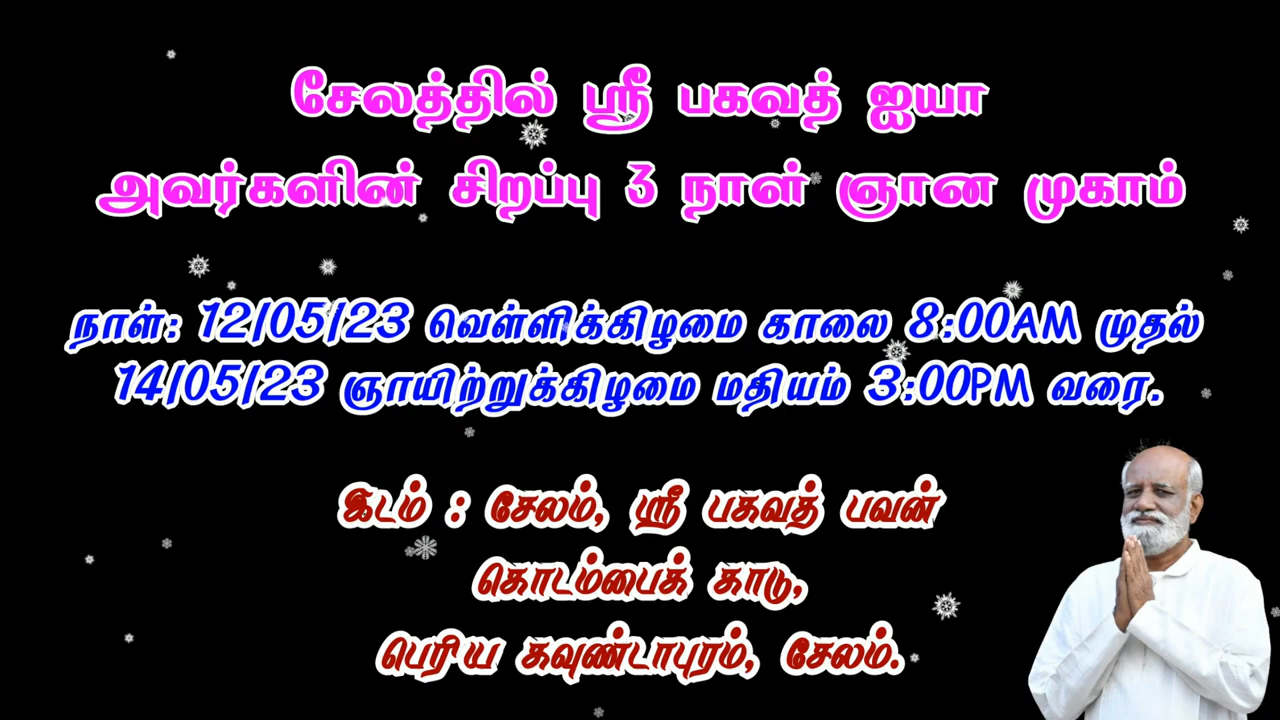 சேலத்தில் ஸ்ரீ பகவத் ஐயா
அவர்களின் சிறப்பு 3 நாள் ஞான முகாம்
நாள்: 12/05/23 வெள்ளிக்கிழமை காலை 8:00AM முதல்
14/05/23 ஞாயிற்றுக்கிழமை மதியம் 3:00PM வரை.
இடம் : சேலம், ஸ்ரீ பகவத் பவன்
கொடம்பைக் காடு,
பெரிய கவுண்டாபுரம், சேலம்.